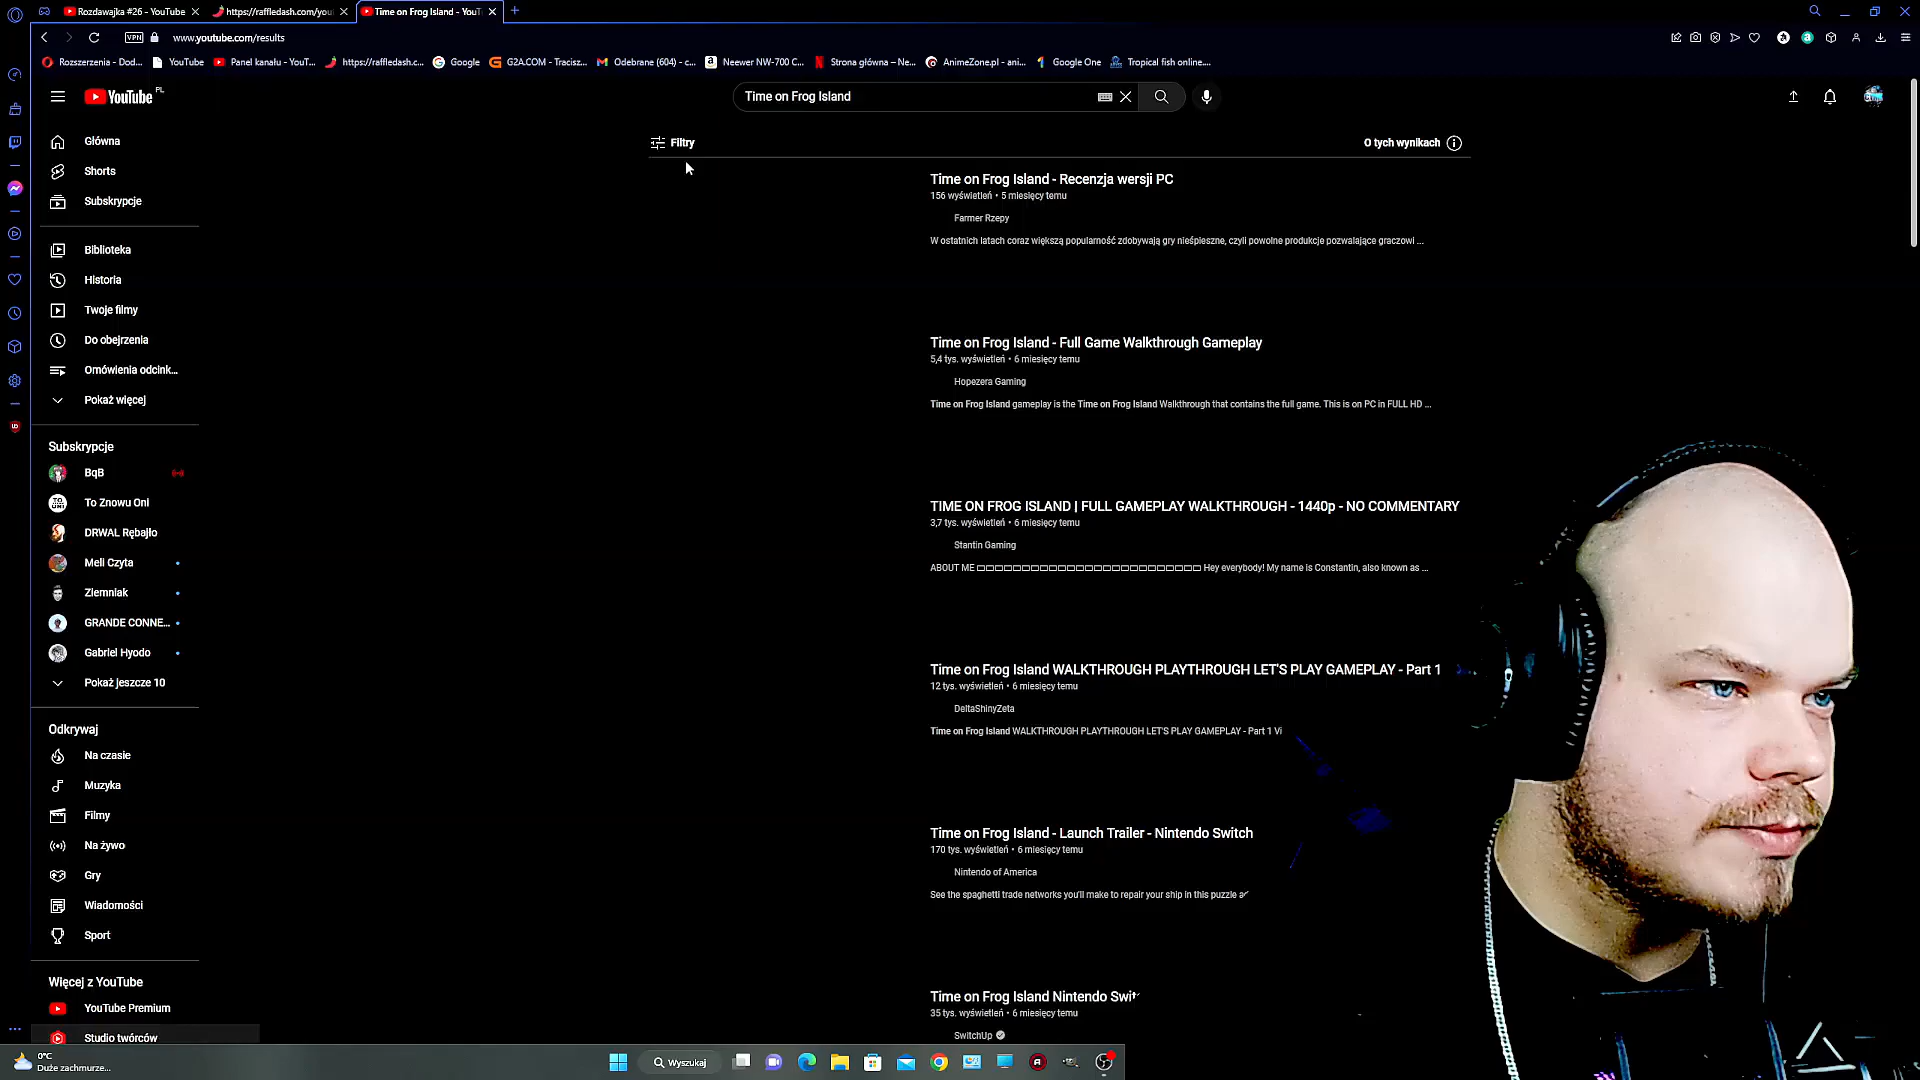 Rozdawajka #26 - YouTube
https://raffledash.com/you
Time on Frog Island - YouT
VPN
www.youtube.com/results
Rozszerzenia - Dod...
YouTube
Panel kanału - YouT...
https://raffledash.c...
Google
G2A.COM - Tracisz...
Odebrane (604) - c...
Neewer NW-700 C...
Strona główna – Ne...
AnimeZone.pl - ani...
Google One
Tropical fish online....
YouTube PL
Time on Frog Island
Główna
Shorts
Subskrypcje
Biblioteka
Historia
Twoje filmy
Do obejrzenia
Omówienia odcink...
Pokaż więcej
Subskrypcje
BqB
To Znowu Oni
DRWAL Rębajło
Meli Czyta
Ziemniak
GRANDE CONNE...
Gabriel Hyodo
Pokaż jeszcze 10
Odkrywaj
Na czasie
Muzyka
Filmy
Na żywo
Gry
Wiadomości
Sport
Więcej z YouTube
YouTube Premium
Studio twórców
Filtry
O tych wynikach
Time on Frog Island - Recenzja wersji PC
156 wyświetleń • 5 miesięcy temu
Farmer Rzepy
W ostatnich latach coraz większą popularność zdobywają gry nieśpieszne, czyli powolne produkcje pozwalające graczowi ...
Time on Frog Island - Full Game Walkthrough Gameplay
5,4 tys. wyświetleń • 6 miesięcy temu
Hopezera Gaming
Time on Frog Island gameplay is the Time on Frog Island Walkthrough that contains the full game. This is on PC in FULL HD ...
TIME ON FROG ISLAND | FULL GAMEPLAY WALKTHROUGH - 1440p - NO COMMENTARY
3,7 tys. wyświetleń • 6 miesięcy temu
Stantin Gaming
ABOUT ME Hey everybody! My name is Constantin, also known as ...
Time on Frog Island WALKTHROUGH PLAYTHROUGH LET'S PLAY GAMEPLAY - Part 1
12 tys. wyświetleń • 6 miesięcy temu
DeltaShinyZeta
Time on Frog Island WALKTHROUGH PLAYTHROUGH LET'S PLAY GAMEPLAY - Part 1 Vi
Time on Frog Island - Launch Trailer - Nintendo Switch
170 tys. wyświetleń • 6 miesięcy temu
Nintendo of America
See the spaghetti trade networks you'll make to repair your ship in this puzzle a
Time on Frog Island Nintendo Swit
35 tys. wyświetleń • 6 miesięcy temu
SwitchUp
0°C
Duże zachmurze...
Wyszukaj